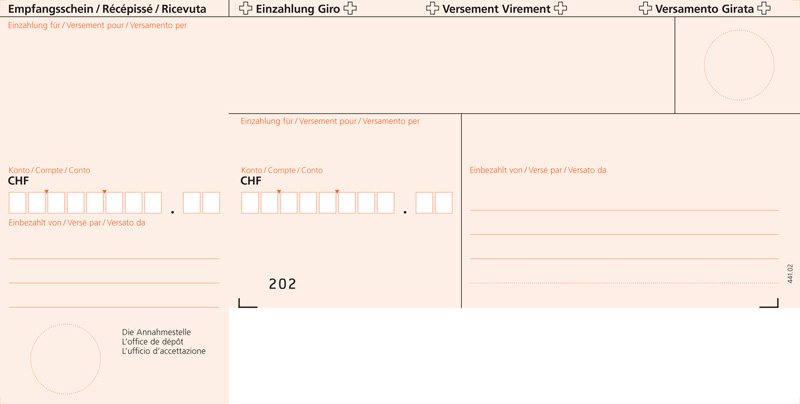 Empfangsschein / Récépissé / Ricevuta
Einzahlung für / Versement pour / Versamento per
Konto / Compte / Conto
CHF
.
Einbezahlt von / Versé par / Versato da
Die Annahmestelle
L'office de dépôt
L'ufficio d'accettazione
Einzahlung Giro
Versement Virement
Versamento Girata
Einzahlung für / Versement pour / Versamento per
Konto / Compte / Conto
CHF
.
202
Einbezahlt von / Versé par / Versato da
441.02